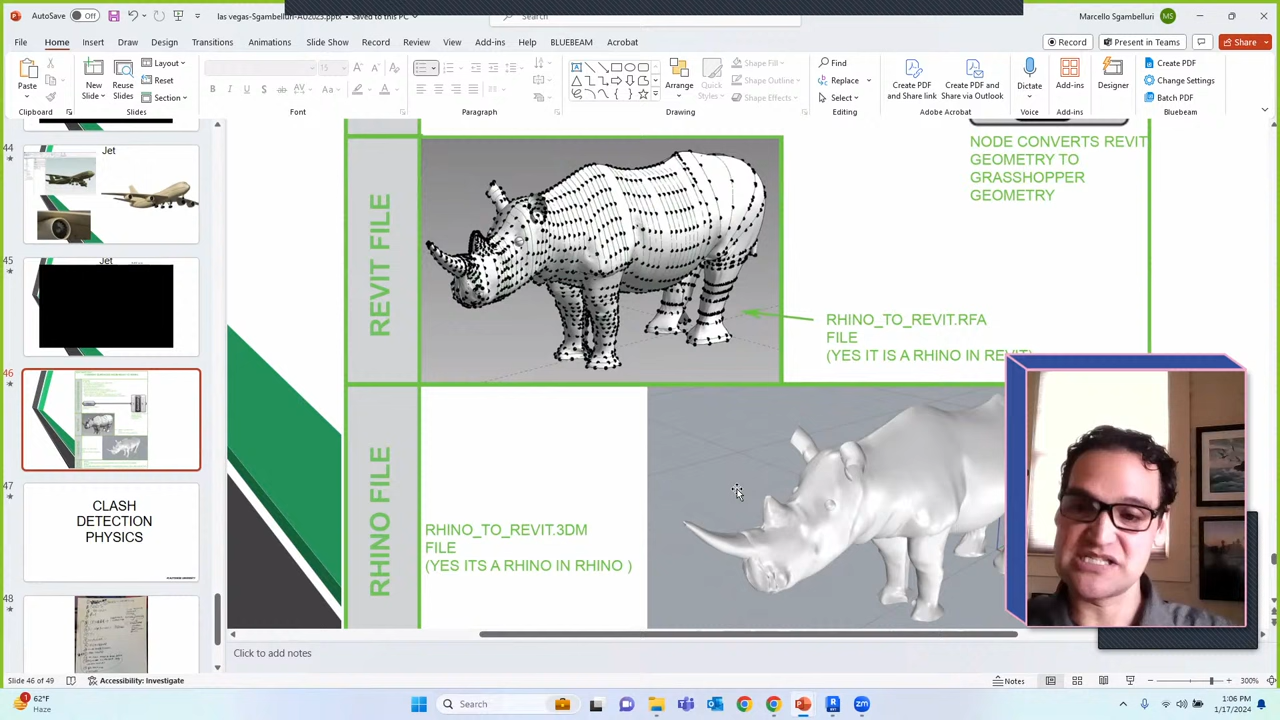 AutoSave
Off
las vegas-Sgambelluri-AU2023.pptx • Saved to this PC
Search
Marcello Sgambelluri
MS
File
Home
Insert
Draw
Design
Transitions
Animations
Slide Show
Record
Review
View
Add-ins
Help
BLUEBEAM
Acrobat
Record
Present in Teams
Share
Paste
New
Slide
Reuse
Slides
Layout
Reset
Section
Arrange
Quick
Styles
Shape Fill
Shape Outline
Shape Effects
Find
Replace
Select
Create PDF
and Share link
Create PDF and
Share via Outlook
Dictate
Add-ins
Designer
Create PDF
Change Settings
Batch PDF
Clipboard
Slides
Font
Paragraph
Drawing
Editing
Adobe Acrobat
Voice
Add-ins
Bluebeam
44
Jet
45
Jet
46
47
CLASH
DETECTION
PHYSICS
48
NODE CONVERTS REVIT
GEOMETRY TO
GRASSHOPPER
GEOMETRY
REVIT FILE
RHINO_TO_REVIT.RFA
FILE
(YES IT IS A RHINO IN REVIT)
RHINO FILE
RHINO_TO_REVIT.3DM
FILE
(YES ITS A RHINO IN RHINO )
Click to add notes
Slide 46 of 49
Accessibility: Investigate
Notes
300%
62°F
Haze
Search
1:06 PM
1/17/2024